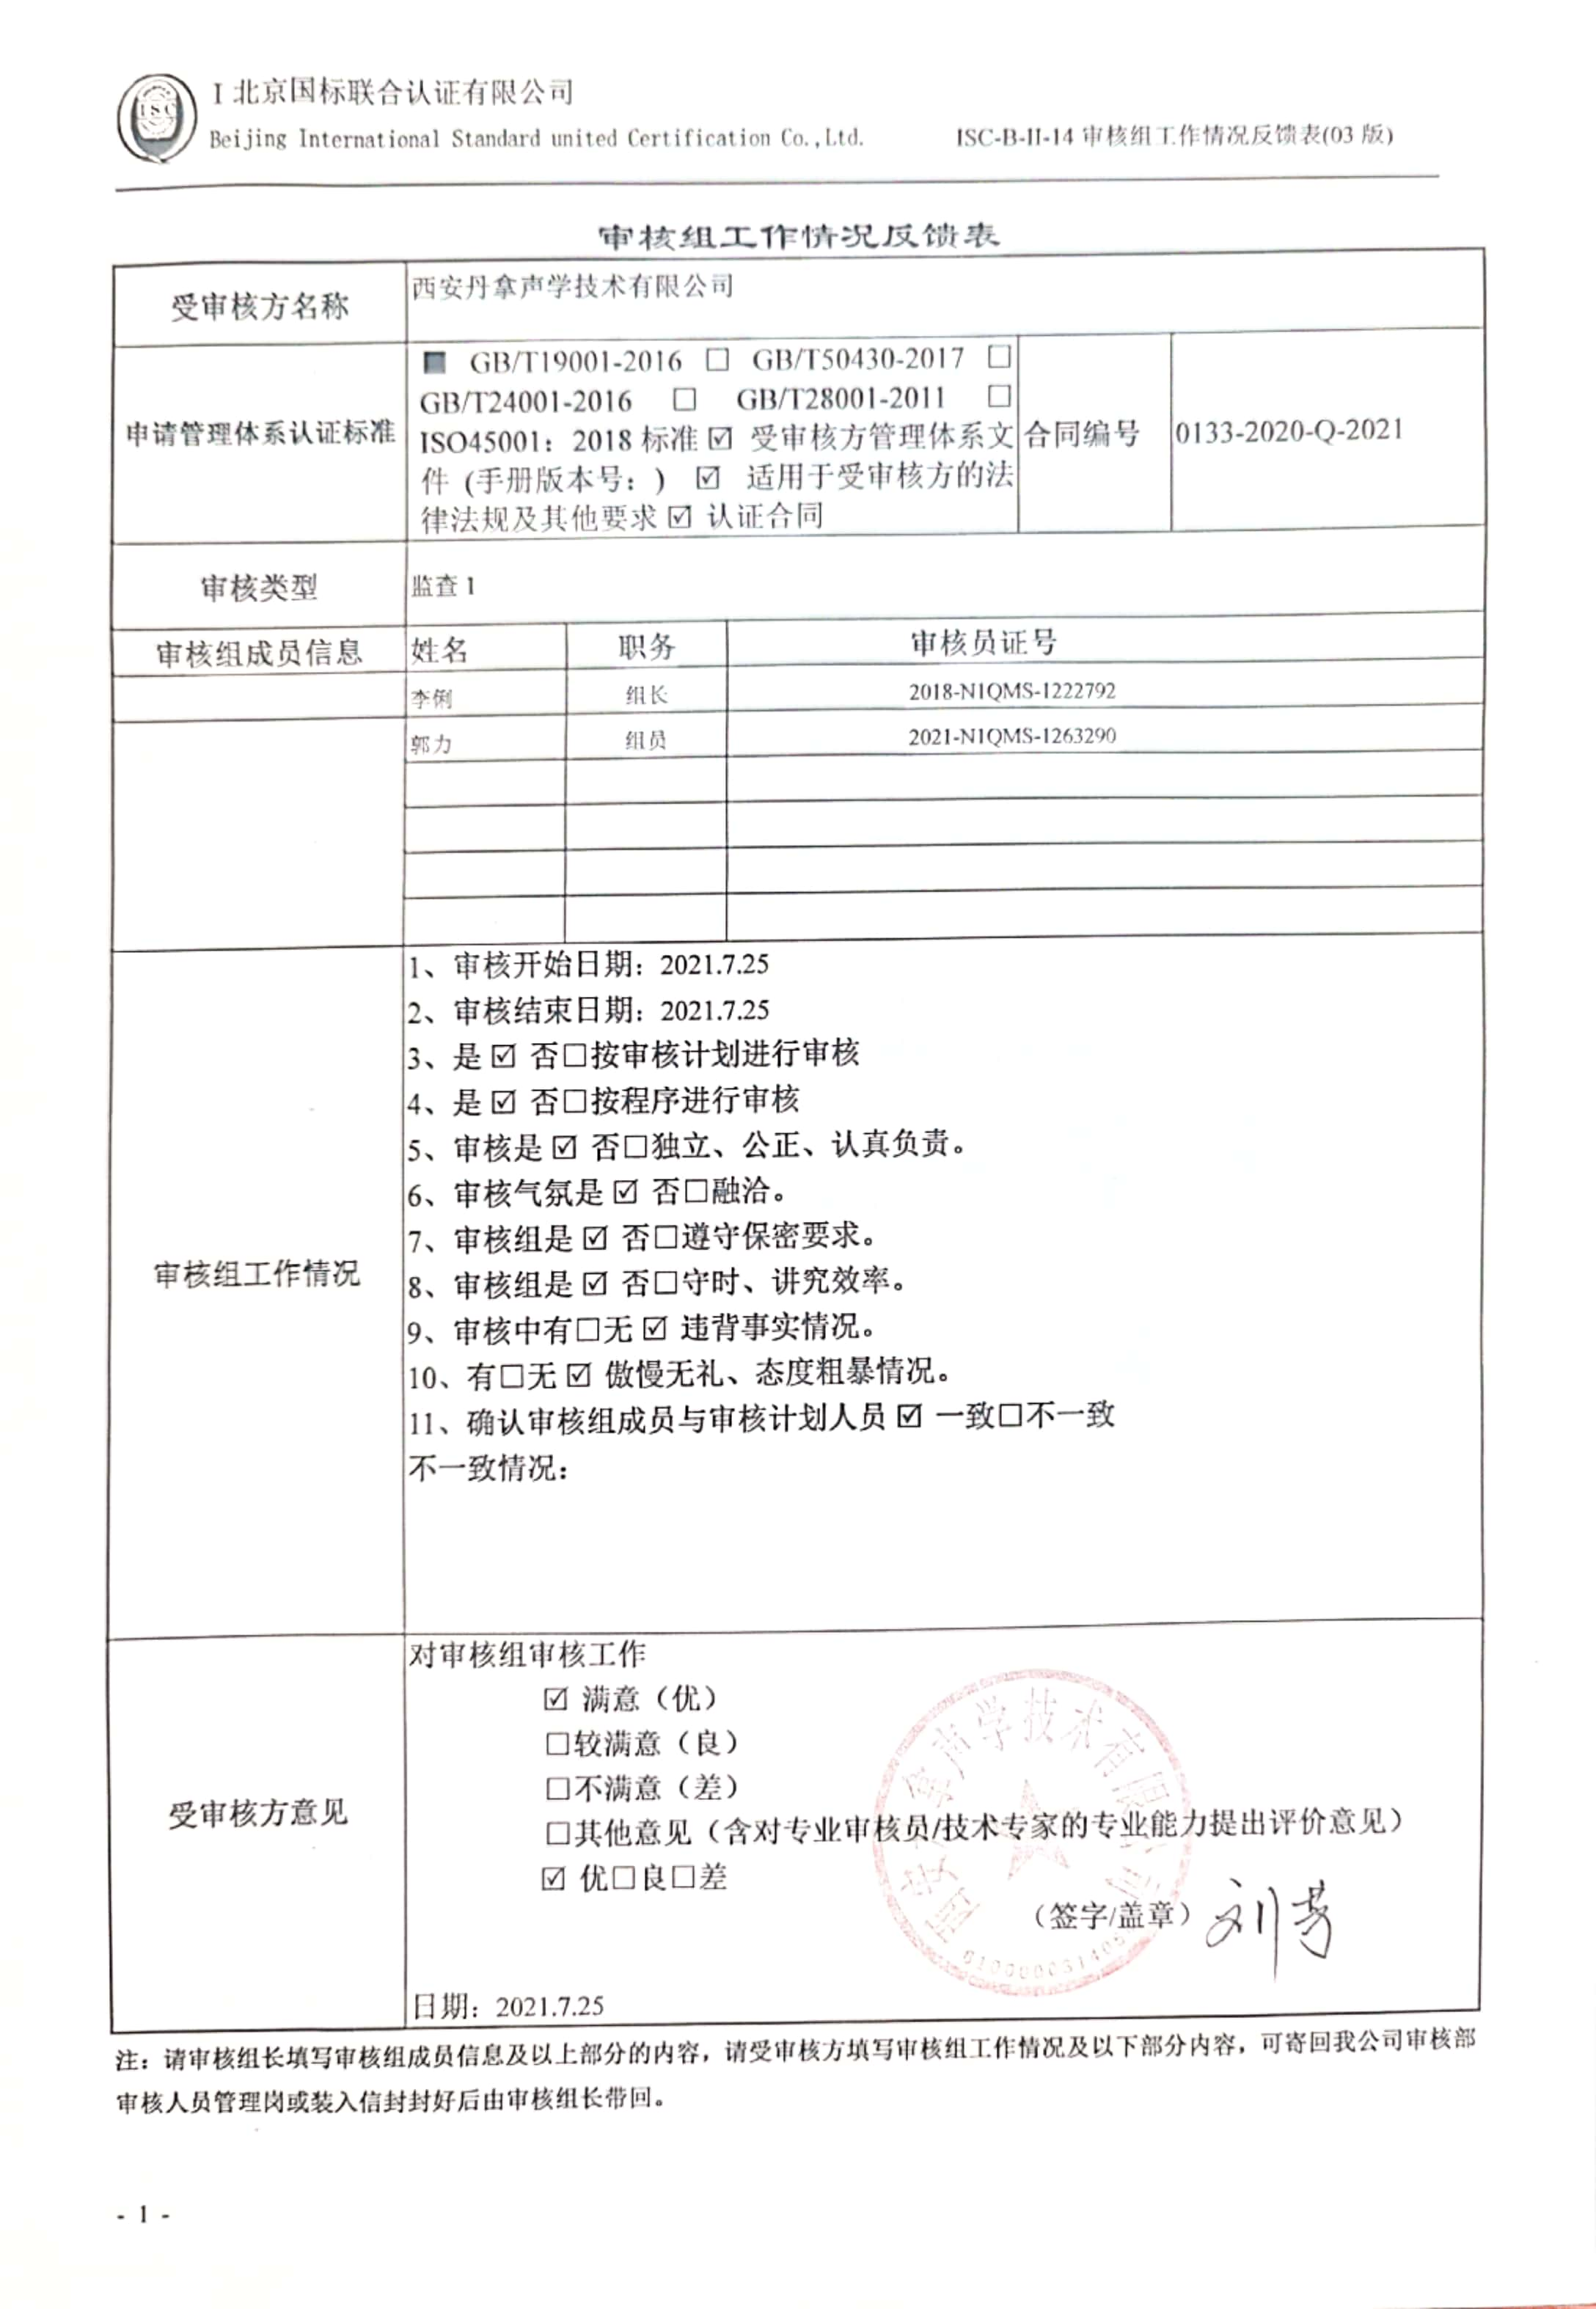 ISC
I 北京国标联合认证有限公司
Beijing International Standard united Certification Co.,Ltd.
ISC-B-II-14 审核组工作情况反馈表(03 版)
审核组工作情况反馈表
受审核方名称
西安丹拿声学技术有限公司
申请管理体系认证标准
■ GB/T19001-2016 □ GB/T50430-2017 □
GB/T24001-2016 □ GB/T28001-2011 □
ISO45001：2018 标准 ☑ 受审核方管理体系文
件 (手册版本号：) ☑ 适用于受审核方的法
律法规及其他要求 ☑ 认证合同
合同编号
0133-2020-Q-2021
审核类型
监查 1
审核组成员信息
姓名
职务
审核员证号
李俐
组长
2018-N1QMS-1222792
郭力
组员
2021-N1QMS-1263290
审核组工作情况
1、审核开始日期：2021.7.25
2、审核结束日期：2021.7.25
3、是 ☑ 否□按审核计划进行审核
4、是 ☑ 否□按程序进行审核
5、审核是 ☑ 否□独立、公正、认真负责。
6、审核气氛是 ☑ 否□融洽。
7、审核组是 ☑ 否□遵守保密要求。
8、审核组是 ☑ 否□守时、讲究效率。
9、审核中有□无 ☑ 违背事实情况。
10、有□无 ☑ 傲慢无礼、态度粗暴情况。
11、确认审核组成员与审核计划人员 ☑ 一致□不一致
不一致情况：
受审核方意见
对审核组审核工作
☑ 满意（优）
□较满意（良）
□不满意（差）
□其他意见（含对专业审核员/技术专家的专业能力提出评价意见）
☑ 优□良□差
（签字/盖章）刘芳
日期：2021.7.25
注：请审核组长填写审核组成员信息及以上部分的内容，请受审核方填写审核组工作情况及以下部分内容，可寄回我公司审核部
审核人员管理岗或装入信封封好后由审核组长带回。
- 1 -